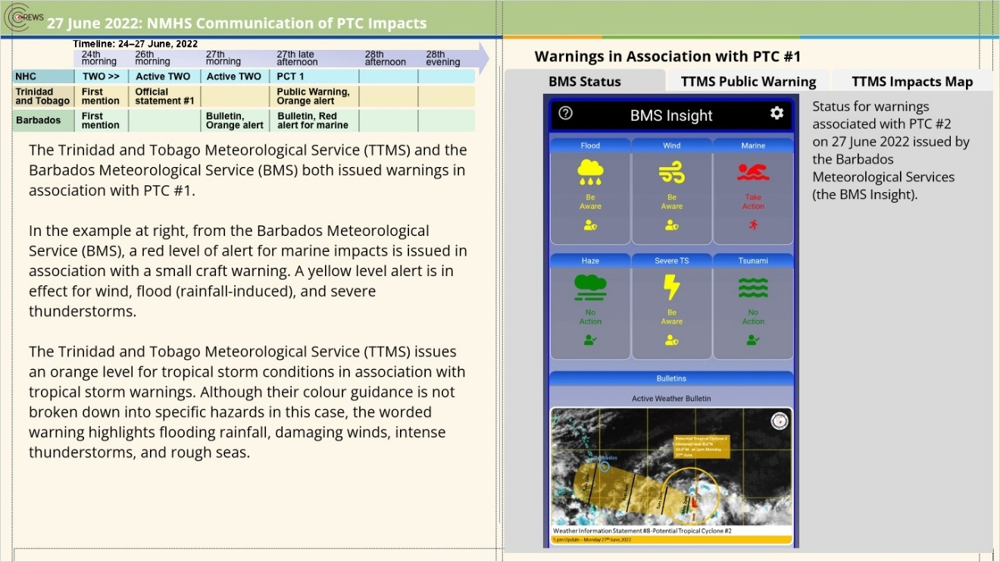 CREWS
27 June 2022: NMHS Communication of PTC Impacts
Timeline: 24–27 June, 2022
24th morning
26th morning
27th morning
27th late afternoon
28th afternoon
28th evening
NHC
TWO >>
Active TWO
Active TWO
PCT 1
Trinidad and Tobago
First mention
Official statement #1
Public Warning, Orange alert
Barbados
First mention
Bulletin, Orange alert
Bulletin, Red alert for marine
The Trinidad and Tobago Meteorological Service (TTMS) and the
Barbados Meteorological Service (BMS) both issued warnings in
association with PTC #1.
In the example at right, from the Barbados Meteorological
Service (BMS), a red level of alert for marine impacts is issued in
association with a small craft warning. A yellow level alert is in
effect for wind, flood (rainfall-induced), and severe
thunderstorms.
The Trinidad and Tobago Meteorological Service (TTMS) issues
an orange level for tropical storm conditions in association with
tropical storm warnings. Although their colour guidance is not
broken down into specific hazards in this case, the worded
warning highlights flooding rainfall, damaging winds, intense
thunderstorms, and rough seas.
Warnings in Association with PTC #1
BMS Status
TTMS Public Warning
TTMS Impacts Map
BMS Insight
Flood
Wind
Marine
Be Aware
Be Aware
Take Action
Haze
Severe TS
Tsunami
No Action
Be Aware
No Action
Bulletins
Active Weather Bulletin
Potential Tropical Cyclone 2
Barbados
Weather Information Statement #8-Potential Tropical Cyclone #2
5 pm Update – Monday 27th June,2022
Status for warnings
associated with PTC #2
on 27 June 2022 issued by
the Barbados
Meteorological Services
(the BMS Insight).